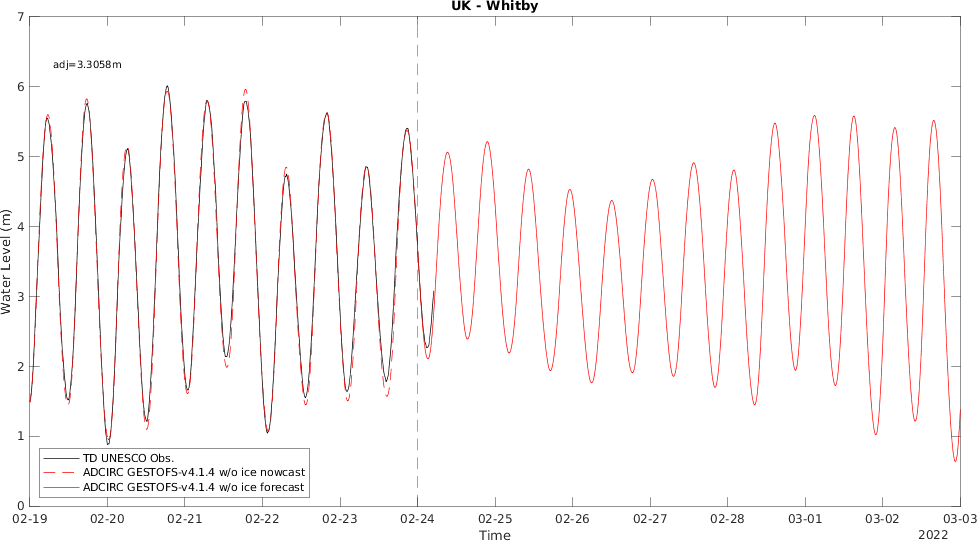 UK - Whitby
adj=3.3058m
Water Level (m)
7
6
5
4
3
2
1
0
TD UNESCO Obs.
ADCIRC GESTOFS-v4.1.4 w/o ice nowcast
ADCIRC GESTOFS-v4.1.4 w/o ice forecast
02-19 02-20 02-21 02-22 02-23 02-24 02-25 02-26 02-27 02-28 03-01 03-02 03-03
Time
2022